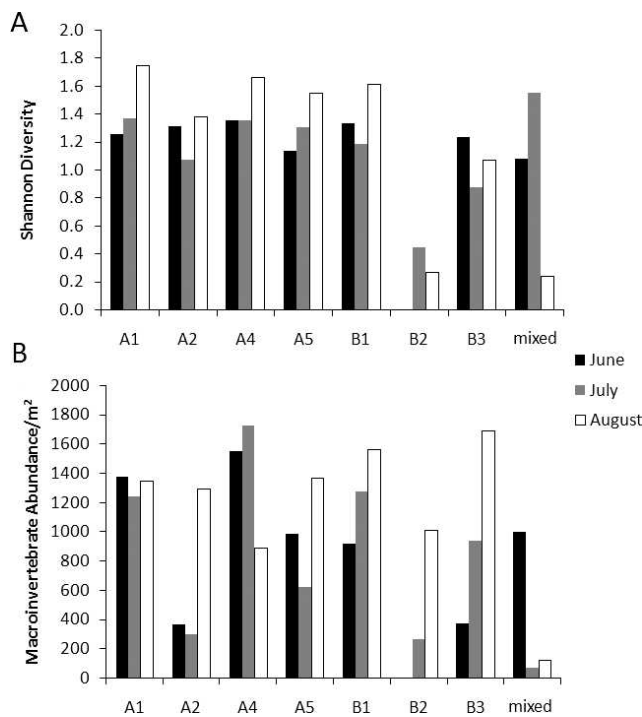 A
Shannon Diversity
2.0
1.8
1.6
1.4
1.2
1.0
0.8
0.6
0.4
0.2
0.0
A1 A2 A4 A5 B1 B2 B3 mixed
B
Macroinvertebrate Abundance/m²
2000
1800
1600
1400
1200
1000
800
600
400
200
0
A1 A2 A4 A5 B1 B2 B3 mixed
June
July
August